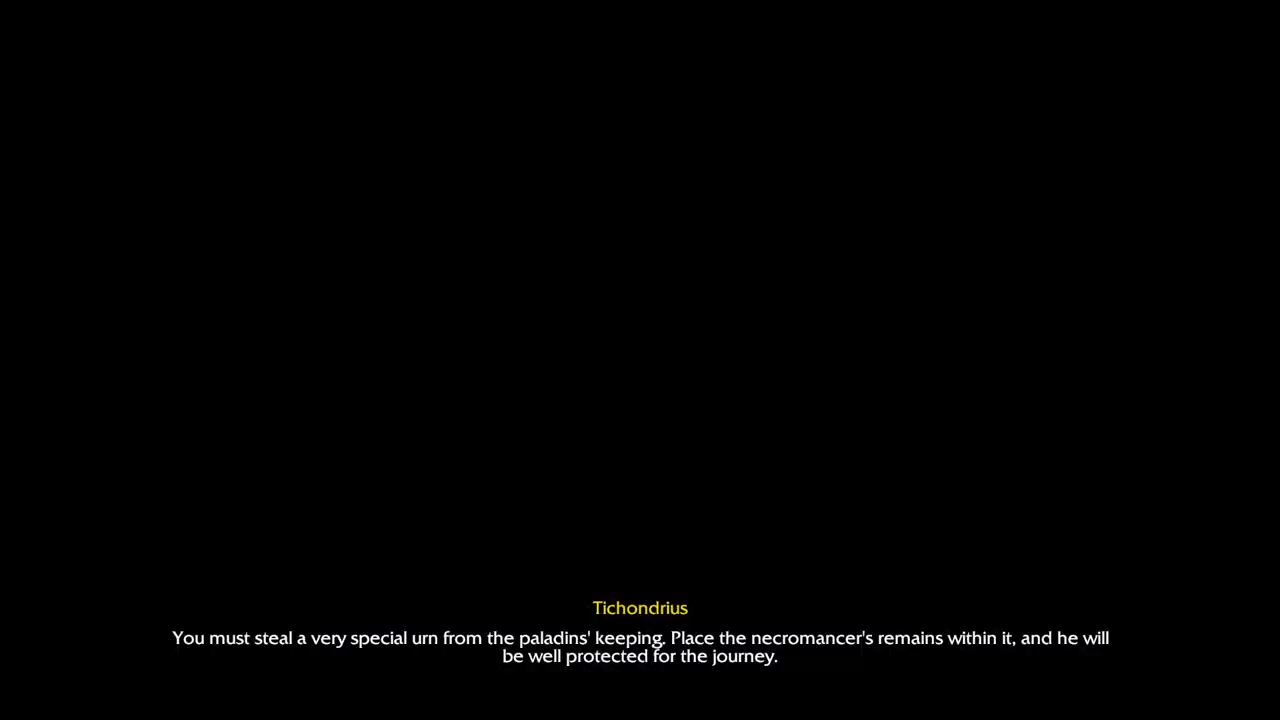 Tichondrius
You must steal a very special urn from the paladins' keeping. Place the necromancer's remains within it, and he will
be well protected for the journey.